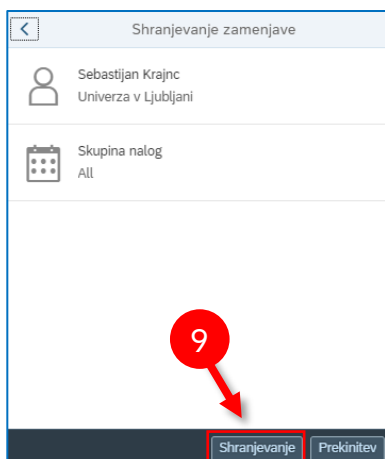 Shranjevanje zamenjave
Sebastijan Krajnc
Univerza v Ljubljani
Skupina nalog
All
9
Shranjevanje Prekinitev